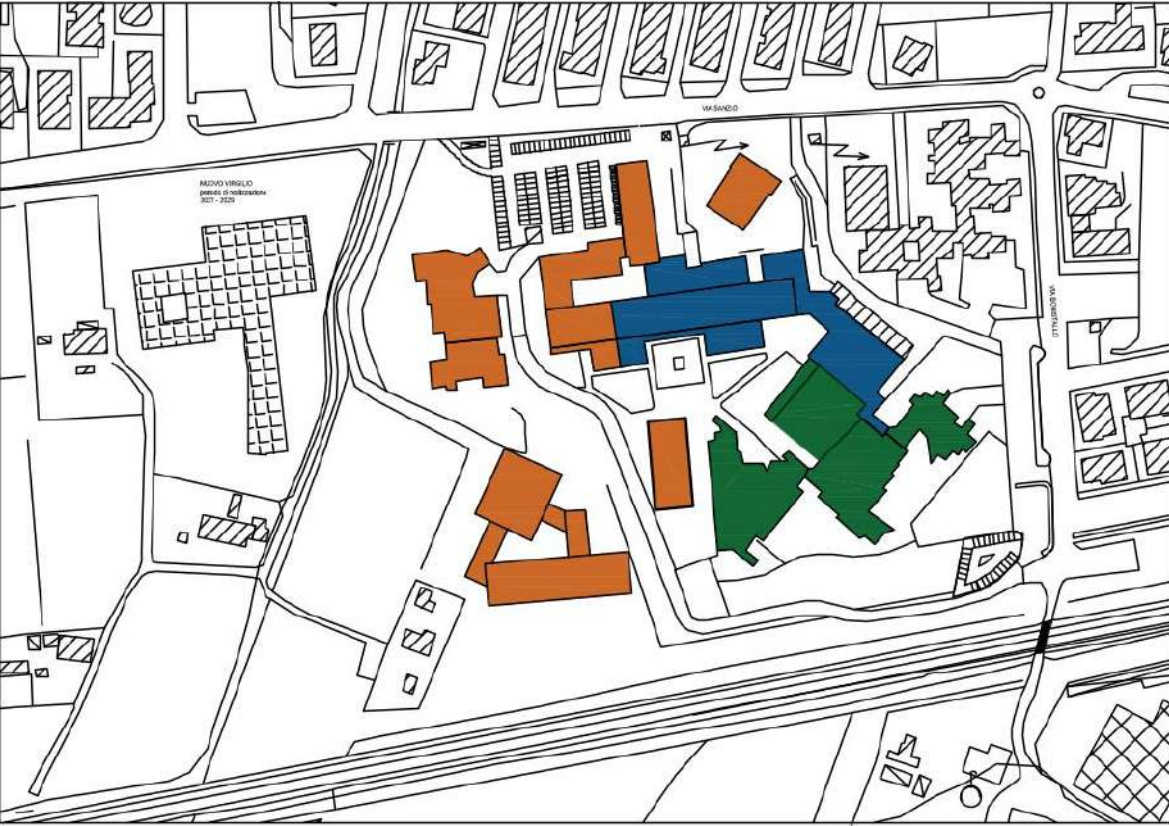 VIA SANZIO
NUOVO VIRGILIO
periodo di realizzazione
2027 - 2029
VIA BONISTALLO